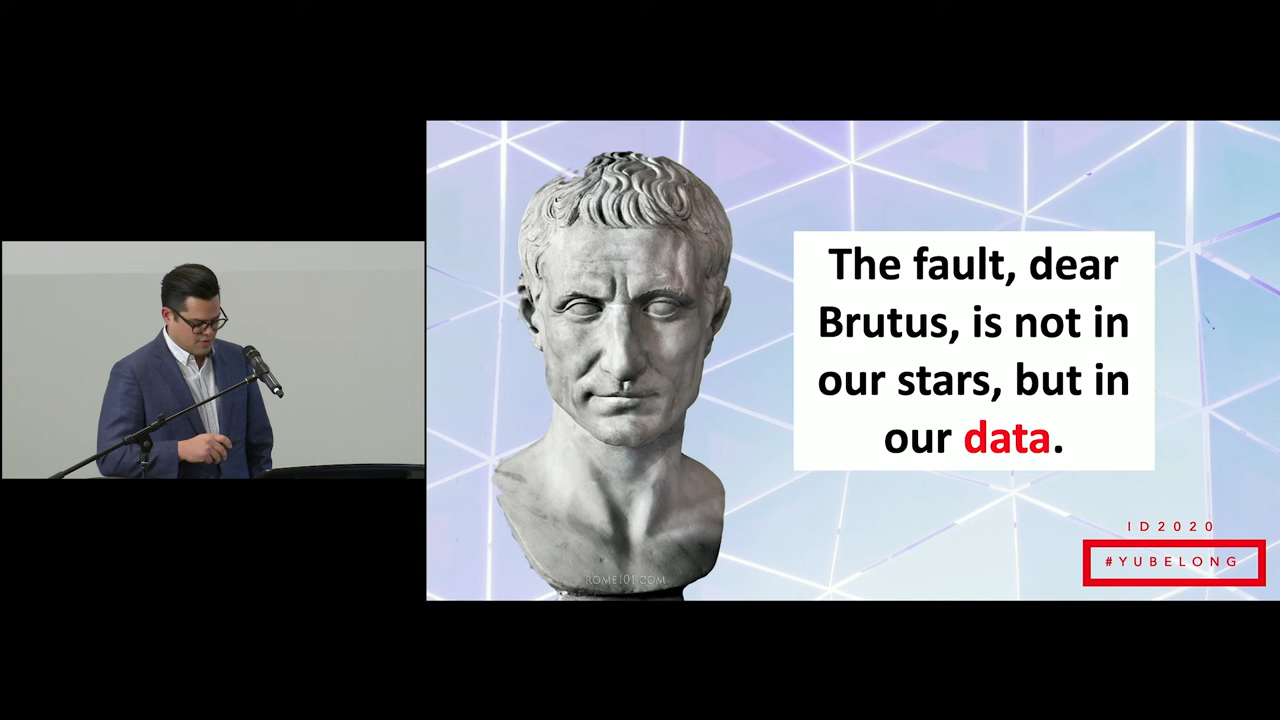 The fault, dear
Brutus, is not in
our stars, but in
our data.
ID2020
#YUBELONG
ROME101.COM